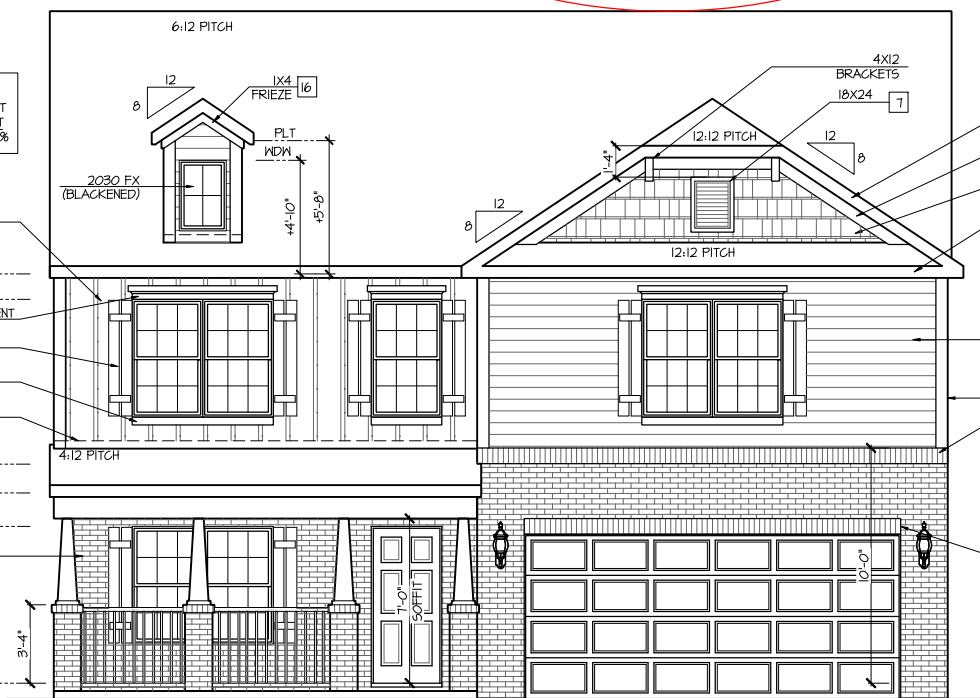 6:12 PITCH
T
T
%
12
8
1X4
FRIEZE
16
PLT
WDW
2030 FX
(BLACKENED)
+4'-10"
+5'-8"
4X12
BRACKETS
18X24
7
12:12 PITCH
12
8
1'-4"
12
8
12:12 PITCH
ENT
4:12 PITCH
7'-0"
SOFFIT
10'-0"
3'-4"